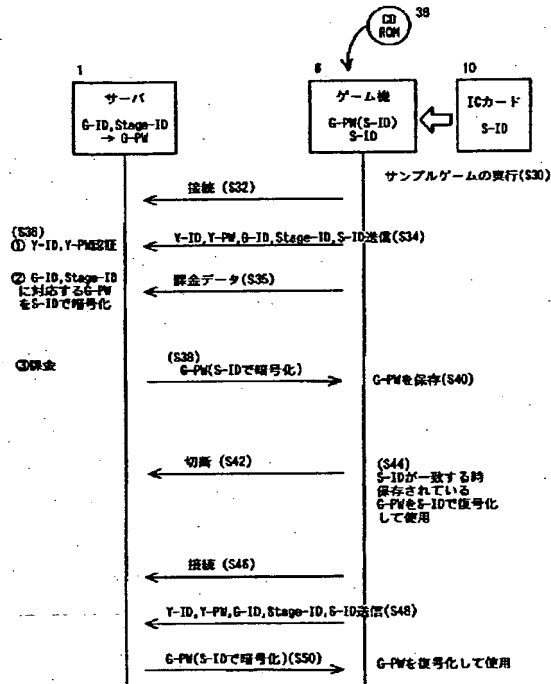 38
CD
ROM
1
6
10
サーバ
G-ID,Stage-ID
→ G-PW
ゲーム機
G-PW(S-ID)
S-ID
ICカード
S-ID
サンプルゲームの実行(S30)
接続 (S32)
Y-ID,Y-PW,G-ID,Stage-ID,S-ID送信(S34)
(S36)
① Y-ID,Y-PW認証
課金データ(S35)
② G-ID,Stage-ID
に対応するG-PW
をS-IDで暗号化
③課金
(S38)
G-PW(S-IDで暗号化)
G-PWを保存(S40)
切断 (S42)
(S44)
S-IDが一致する時
保存されている
G-PWをS-IDで復号化
して使用
接続 (S46)
Y-ID,Y-PW,G-ID,Stage-ID,S-ID送信(S48)
G-PW(S-IDで暗号化)(S50)
G-PWを復号化して使用